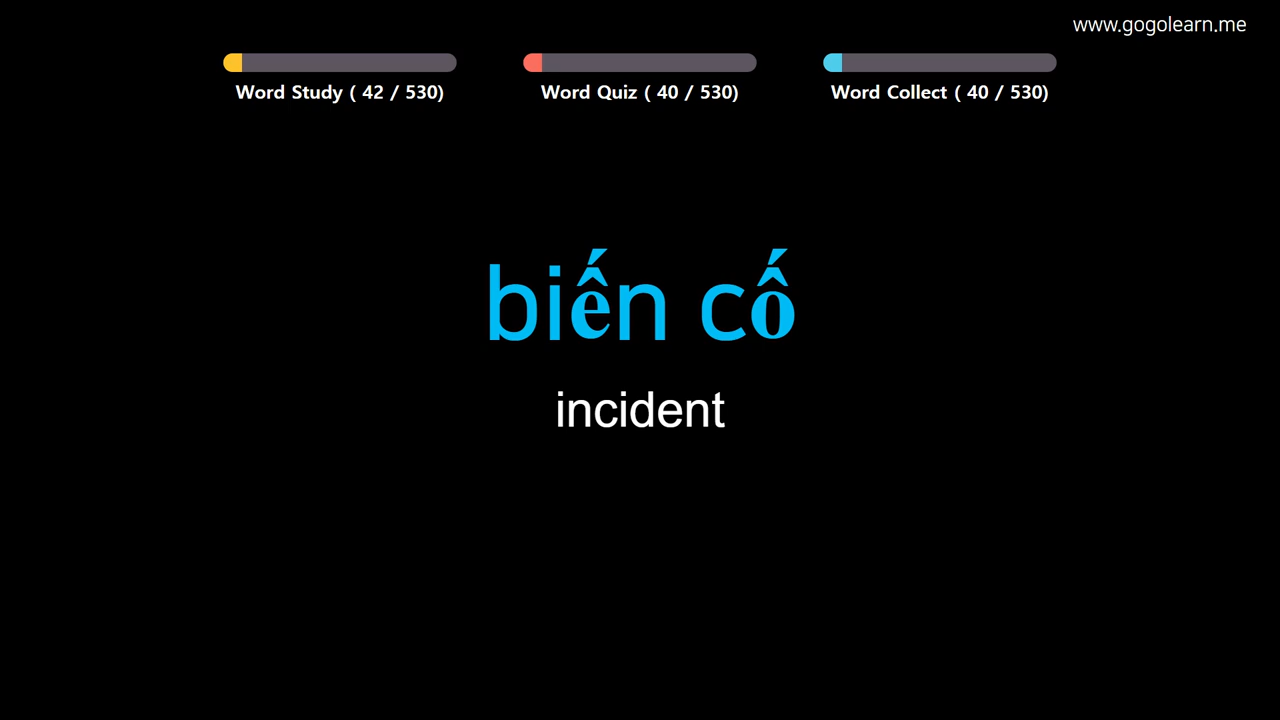 www.gogolearn.me
Word Study ( 42 / 530)
Word Quiz ( 40 / 530)
Word Collect ( 40 / 530)
biến cố
incident